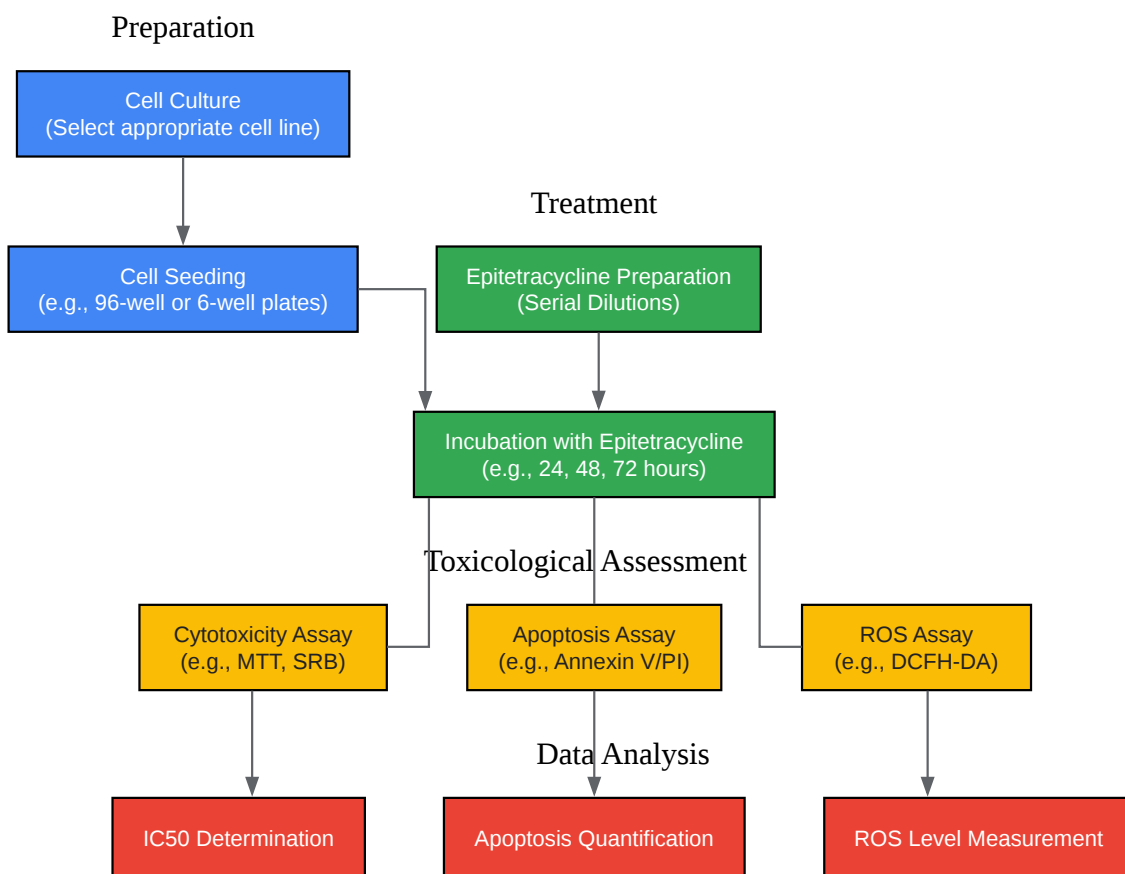 Preparation
Cell Culture
(Select appropriate cell line)
Treatment
Cell Seeding
(e.g., 96-well or 6-well plates)
Epitetracycline Preparation
(Serial Dilutions)
Incubation with Epitetracycline
(e.g., 24, 48, 72 hours)
Toxicological Assessment
Cytotoxicity Assay
(e.g., MTT, SRB)
Apoptosis Assay
(e.g., Annexin V/PI)
ROS Assay
(e.g., DCFH-DA)
Data Analysis
IC50 Determination
Apoptosis Quantification
ROS Level Measurement